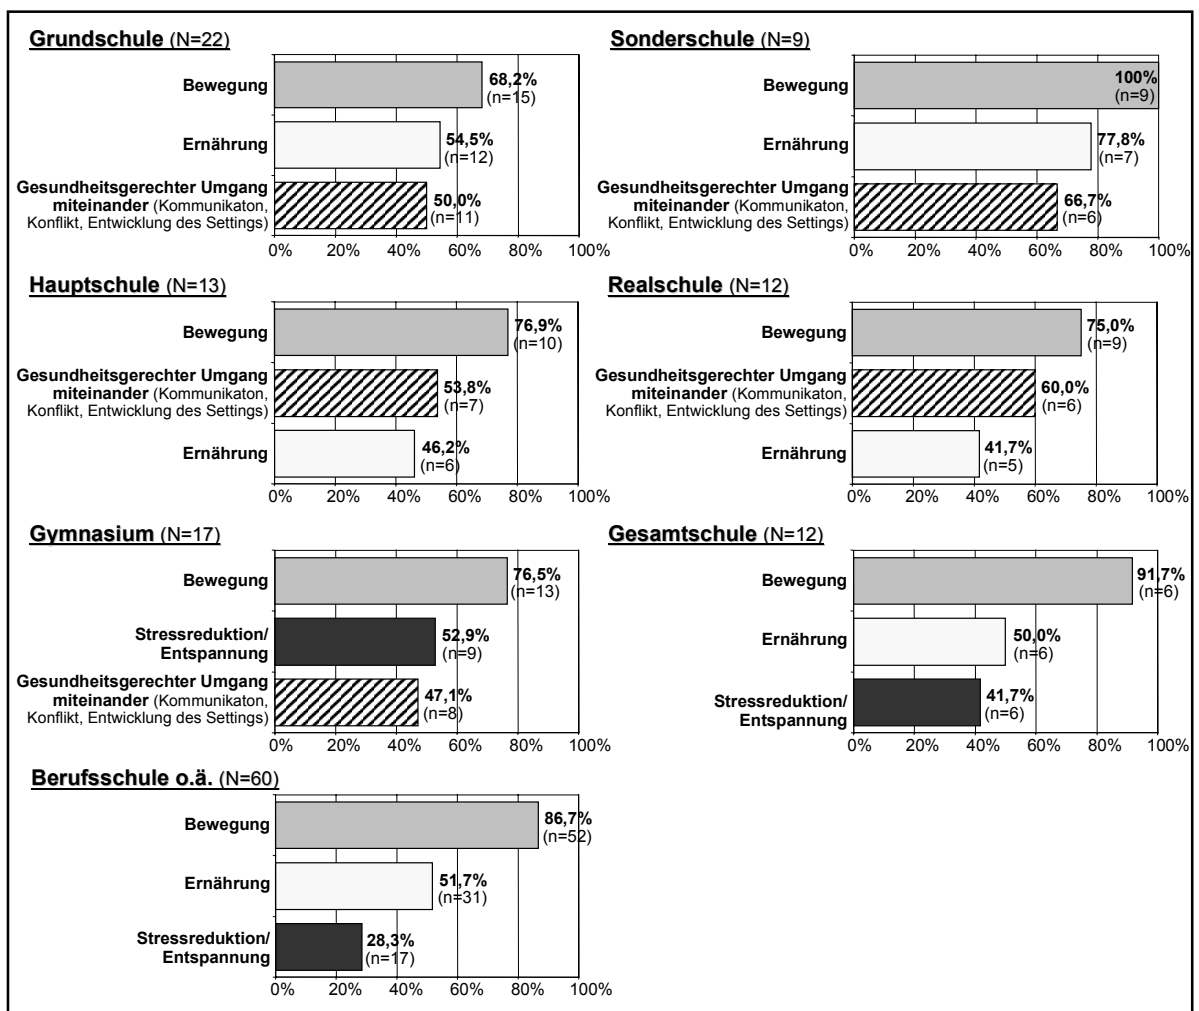 Grundschule (N=22)
Bewegung
68,2%
(n=15)
Ernährung
54,5%
(n=12)
Gesundheitsgerechter Umgang
miteinander (Kommunikaton,
Konflikt, Entwicklung des Settings)
50,0%
(n=11)
0% 20% 40% 60% 80% 100%
Sonderschule (N=9)
Bewegung
100%
(n=9)
Ernährung
77,8%
(n=7)
Gesundheitsgerechter Umgang
miteinander (Kommunikaton,
Konflikt, Entwicklung des Settings)
66,7%
(n=6)
0% 20% 40% 60% 80% 100%
Hauptschule (N=13)
Bewegung
76,9%
(n=10)
Gesundheitsgerechter Umgang
miteinander (Kommunikaton,
Konflikt, Entwicklung des Settings)
53,8%
(n=7)
Ernährung
46,2%
(n=6)
0% 20% 40% 60% 80% 100%
Realschule (N=12)
Bewegung
75,0%
(n=9)
Gesundheitsgerechter Umgang
miteinander (Kommunikaton,
Konflikt, Entwicklung des Settings)
60,0%
(n=6)
Ernährung
41,7%
(n=5)
0% 20% 40% 60% 80% 100%
Gymnasium (N=17)
Bewegung
76,5%
(n=13)
Stressreduktion/
Entspannung
52,9%
(n=9)
Gesundheitsgerechter Umgang
miteinander (Kommunikaton,
Konflikt, Entwicklung des Settings)
47,1%
(n=8)
0% 20% 40% 60% 80% 100%
Gesamtschule (N=12)
Bewegung
91,7%
(n=6)
Ernährung
50,0%
(n=6)
Stressreduktion/
Entspannung
41,7%
(n=6)
0% 20% 40% 60% 80% 100%
Berufsschule o.ä. (N=60)
Bewegung
86,7%
(n=52)
Ernährung
51,7%
(n=31)
Stressreduktion/
Entspannung
28,3%
(n=17)
0% 20% 40% 60% 80% 100%